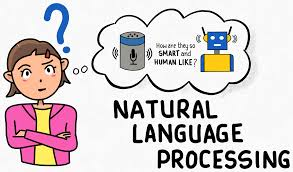 ?
How are they so
SMART and
HUMAN LIKE?
NATURAL
LANGUAGE
PROCESSING